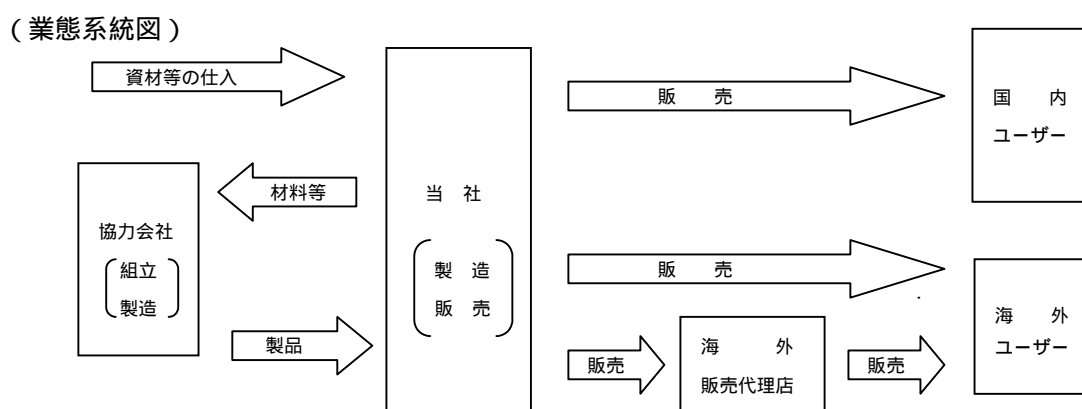 (業態系統図)
資材等の仕入
販 売
国 内
ユーザー
材料等
当 社
協力会社
組立
製造
製 造
販 売
販 売
製品
海 外
ユーザー
販売
海 外
販売代理店
販売